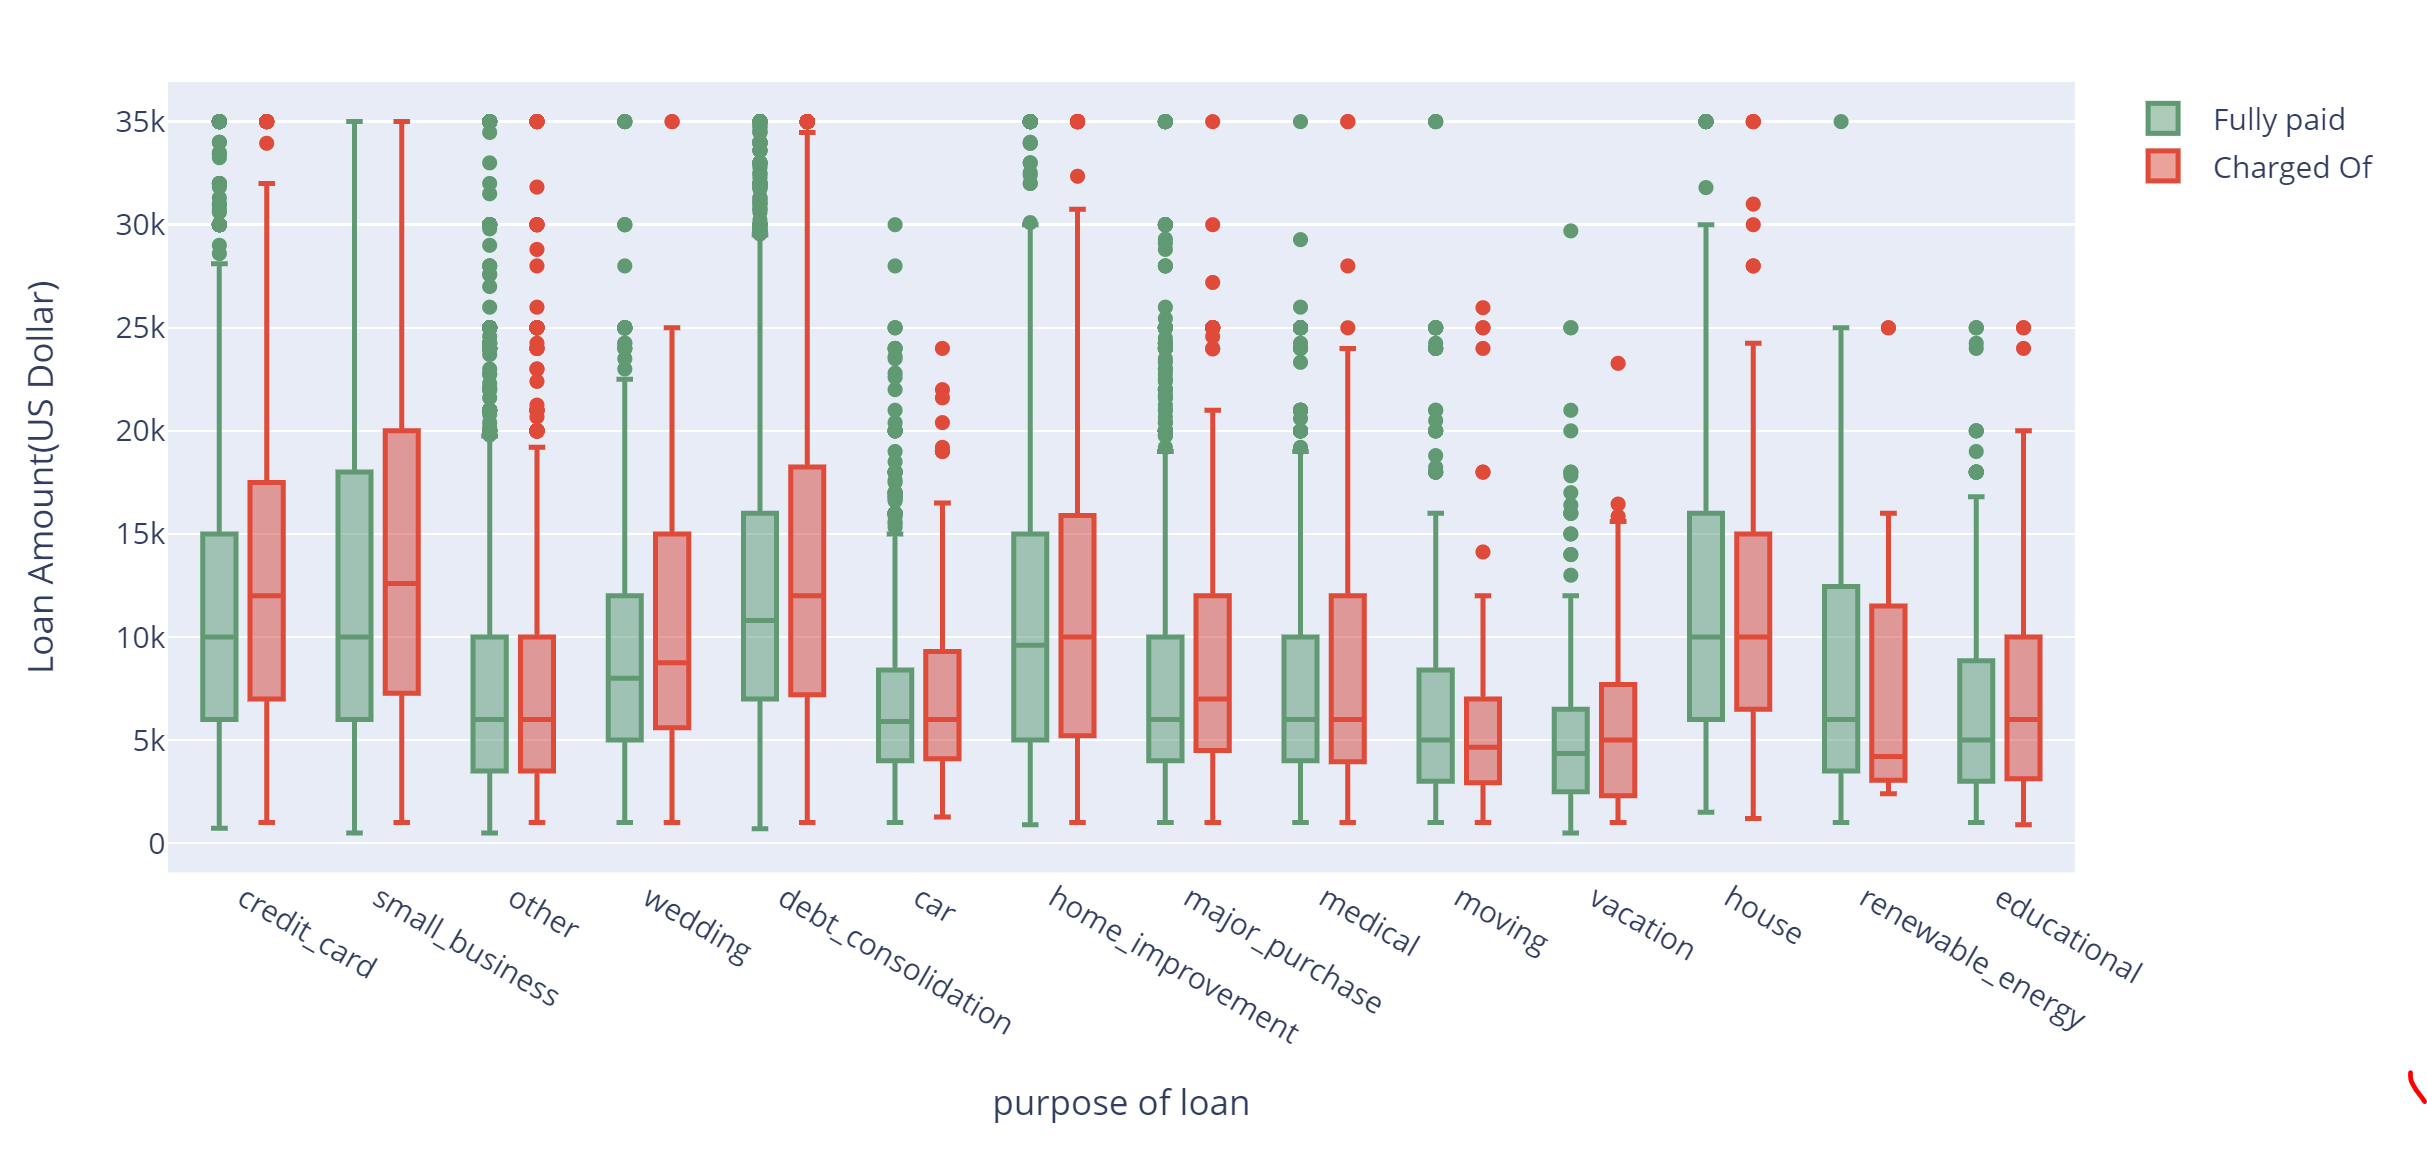 35k
30k
25k
20k
15k
10k
5k
0
Loan Amount(US Dollar)
credit_card
small_business
other
wedding
debt_consolidation
car
home_improvement
major_purchase
medical
moving
vacation
house
renewable_energy
educational
purpose of loan
Fully paid
Charged Of